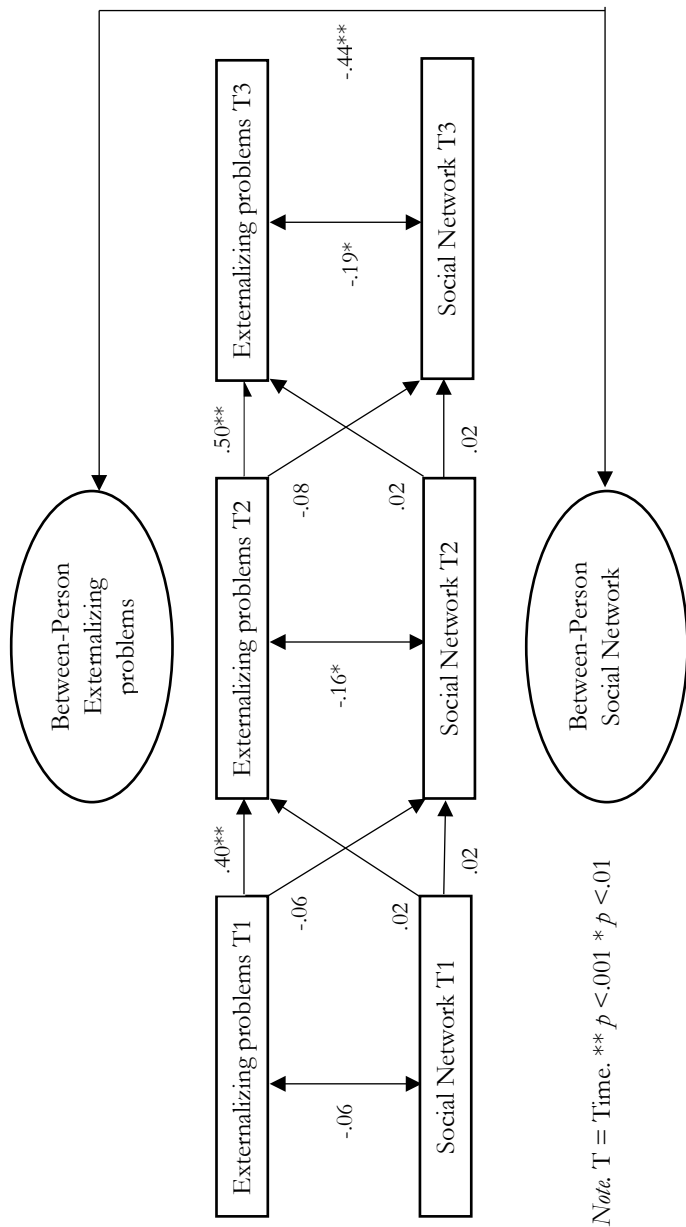 Between-Person
Externalizing
problems
Externalizing problems T1
.40**
Externalizing problems T2
.50**
Externalizing problems T3
-.06
-.06
.02
-.16*
-.08
.02
-.19*
-.44**
Social Network T1
.02
Social Network T2
.02
Social Network T3
Between-Person
Social Network
Note. T = Time. ** p <.001 * p <.01